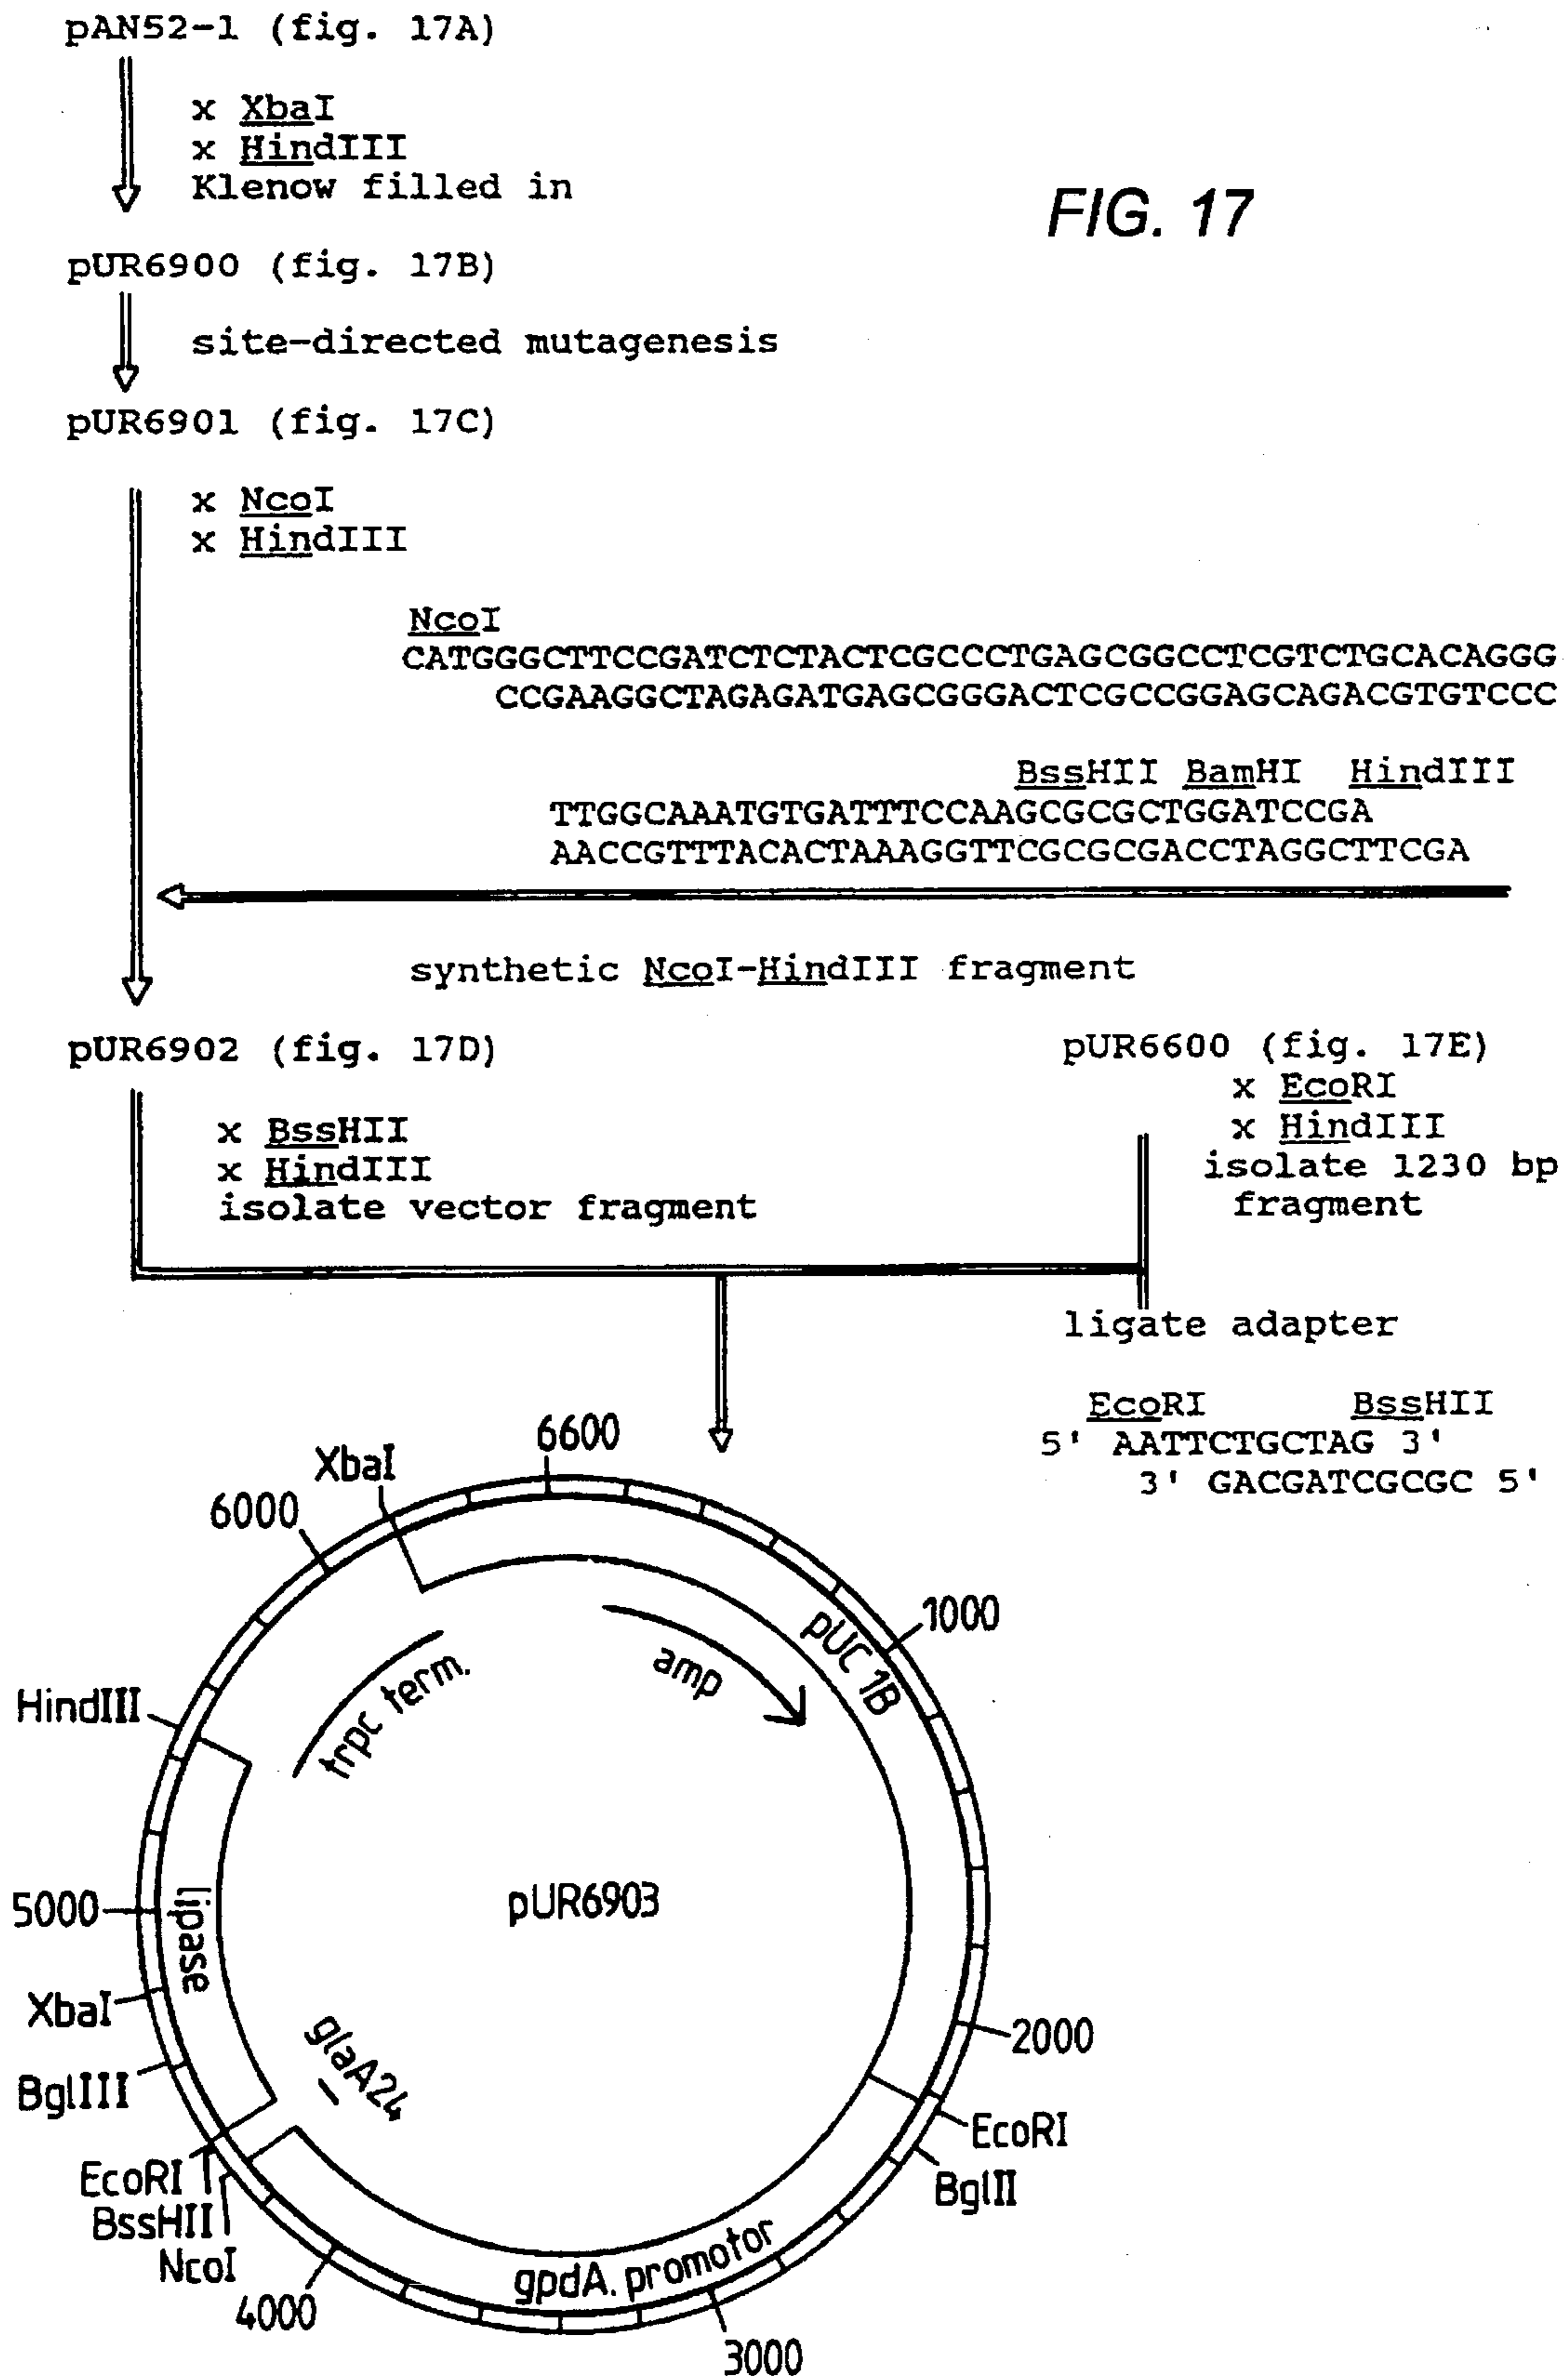 pAN52-1 (fig. 17A)
x XbaI
x HindIII
Klenow filled in
FIG. 17
pUR6900 (fig. 17B)
site-directed mutagenesis
pUR6901 (fig. 17C)
x NcoI
x HindIII
NcoI
CATGGGCTTCCGATCTCTACTCGCCCTGAGCGGCCTCGTCTGCACAGGG
CCGAAGGCTAGAGATGAGCGGGACTCGCCGGAGCAGACGTGTCCC
BssHII BamHI HindIII
TTGGCAAATGTGATTTCCAAGCGCGCTGGATCCGA
AACCGTTTACACTAAAGGTTCGCGCGACCTAGGCTTCGA
synthetic NcoI-HindIII fragment
pUR6902 (fig. 17D)
pUR6600 (fig. 17E)
x EcoRI
x HindIII
isolate 1230 bp
fragment
x BssHII
x HindIII
isolate vector fragment
ligate adapter
EcoRI BssHII
5' AATTCTGCTAG 3'
3' GACGATCGCGC 5'
6600
XbaI
6000
1000
pUC 1B
amp
trpc term.
HindIII
lipase
5000
pUR6903
XbaI
glaA24
2000
BglIII
EcoRI
BglII
EcoRI
BssHII
NcoI
4000
gpdA. promotor
3000